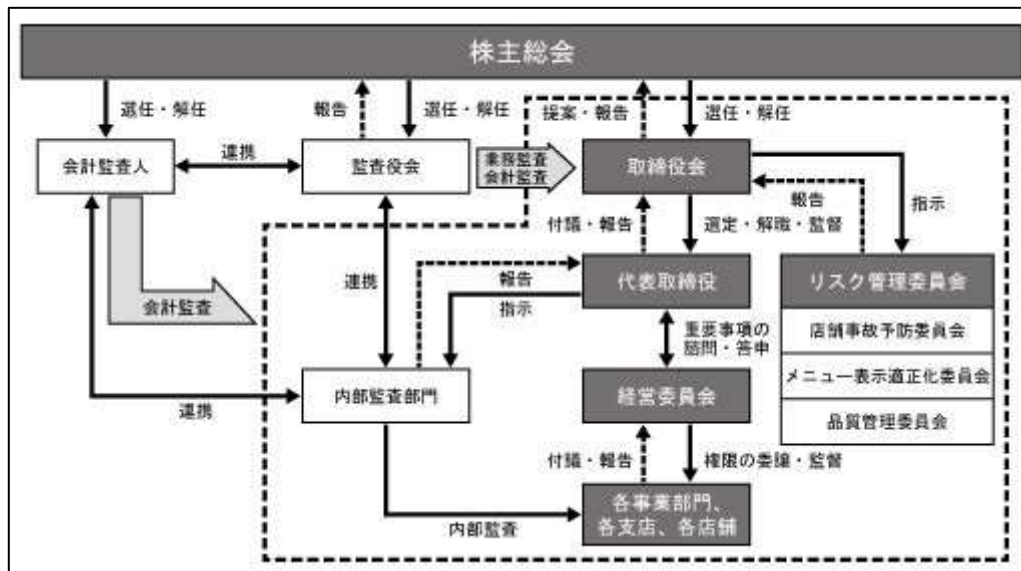 株主総会
選任・解任
報告
選任・解任
提案・報告
選任・解任
会計監査人
連携
監査役会
業務監査
会計監査
取締役会
報告
指示
付議・報告
選定・解職・監督
会計監査
連携
報告
指示
代表取締役
リスク管理委員会
店舗事故予防委員会
メニュー表示適正化委員会
品質管理委員会
重要事項の
諮問・答申
連携
内部監査部門
経営委員会
付議・報告
権限の委譲・監督
内部監査
各事業部門、
各支店、各店舗